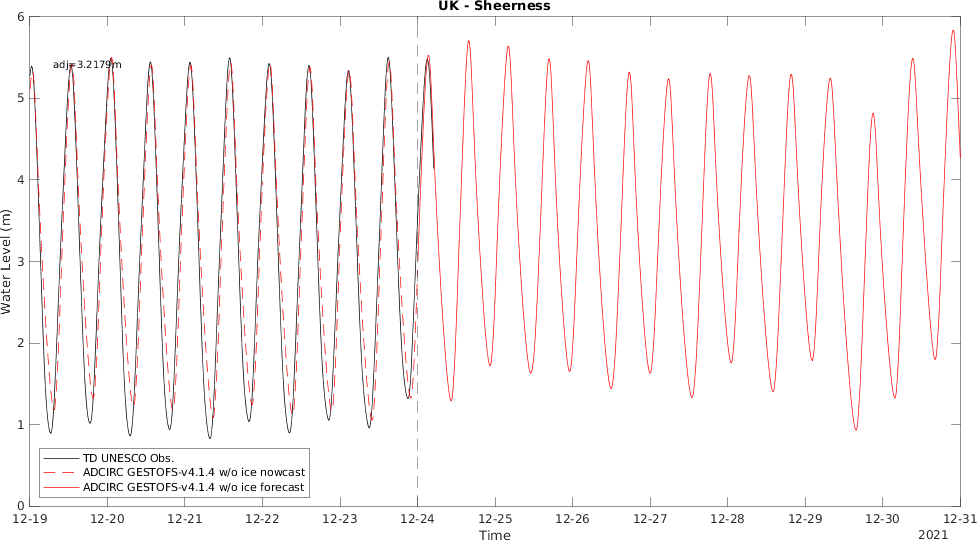 UK - Sheerness
6
adj=3.2179m
5
4
3
2
1
0
Water Level (m)
TD UNESCO Obs.
ADCIRC GESTOFS-v4.1.4 w/o ice nowcast
ADCIRC GESTOFS-v4.1.4 w/o ice forecast
12-19 12-20 12-21 12-22 12-23 12-24 12-25 12-26 12-27 12-28 12-29 12-30 12-31
Time
2021